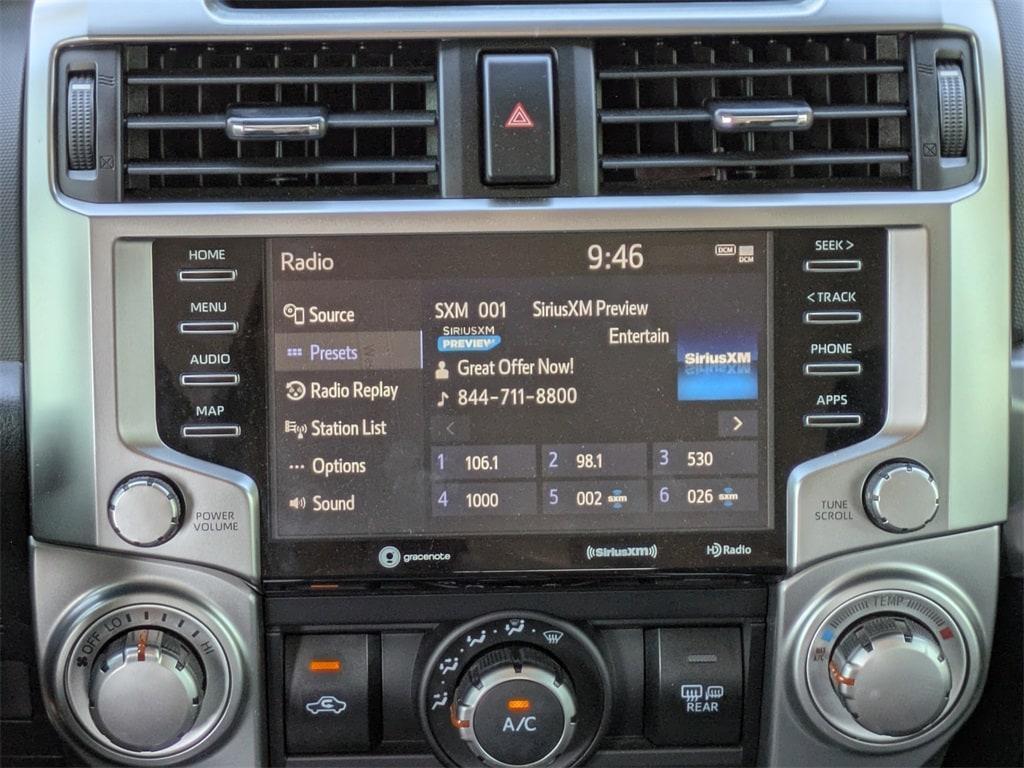 HOME
MENU
AUDIO
MAP
POWER
VOLUME
Radio
9:46
DCM
DCM
Source
Presets
Radio Replay
Station List
Options
Sound
SXM 001 SiriusXM Preview
SIRIUSXM
PREVIEW
Entertain
Great Offer Now!
844-711-8800
SiriusXM
< >
1 106.1 2 98.1 3 530
4 1000 5 002 sxm 6 026 sxm
gracenote
((SiriusXM))
HD Radio
SEEK >
< TRACK
PHONE
APPS
TUNE
SCROLL
OFF LO HI
A/C
REAR
TEMP
MAX
A/C